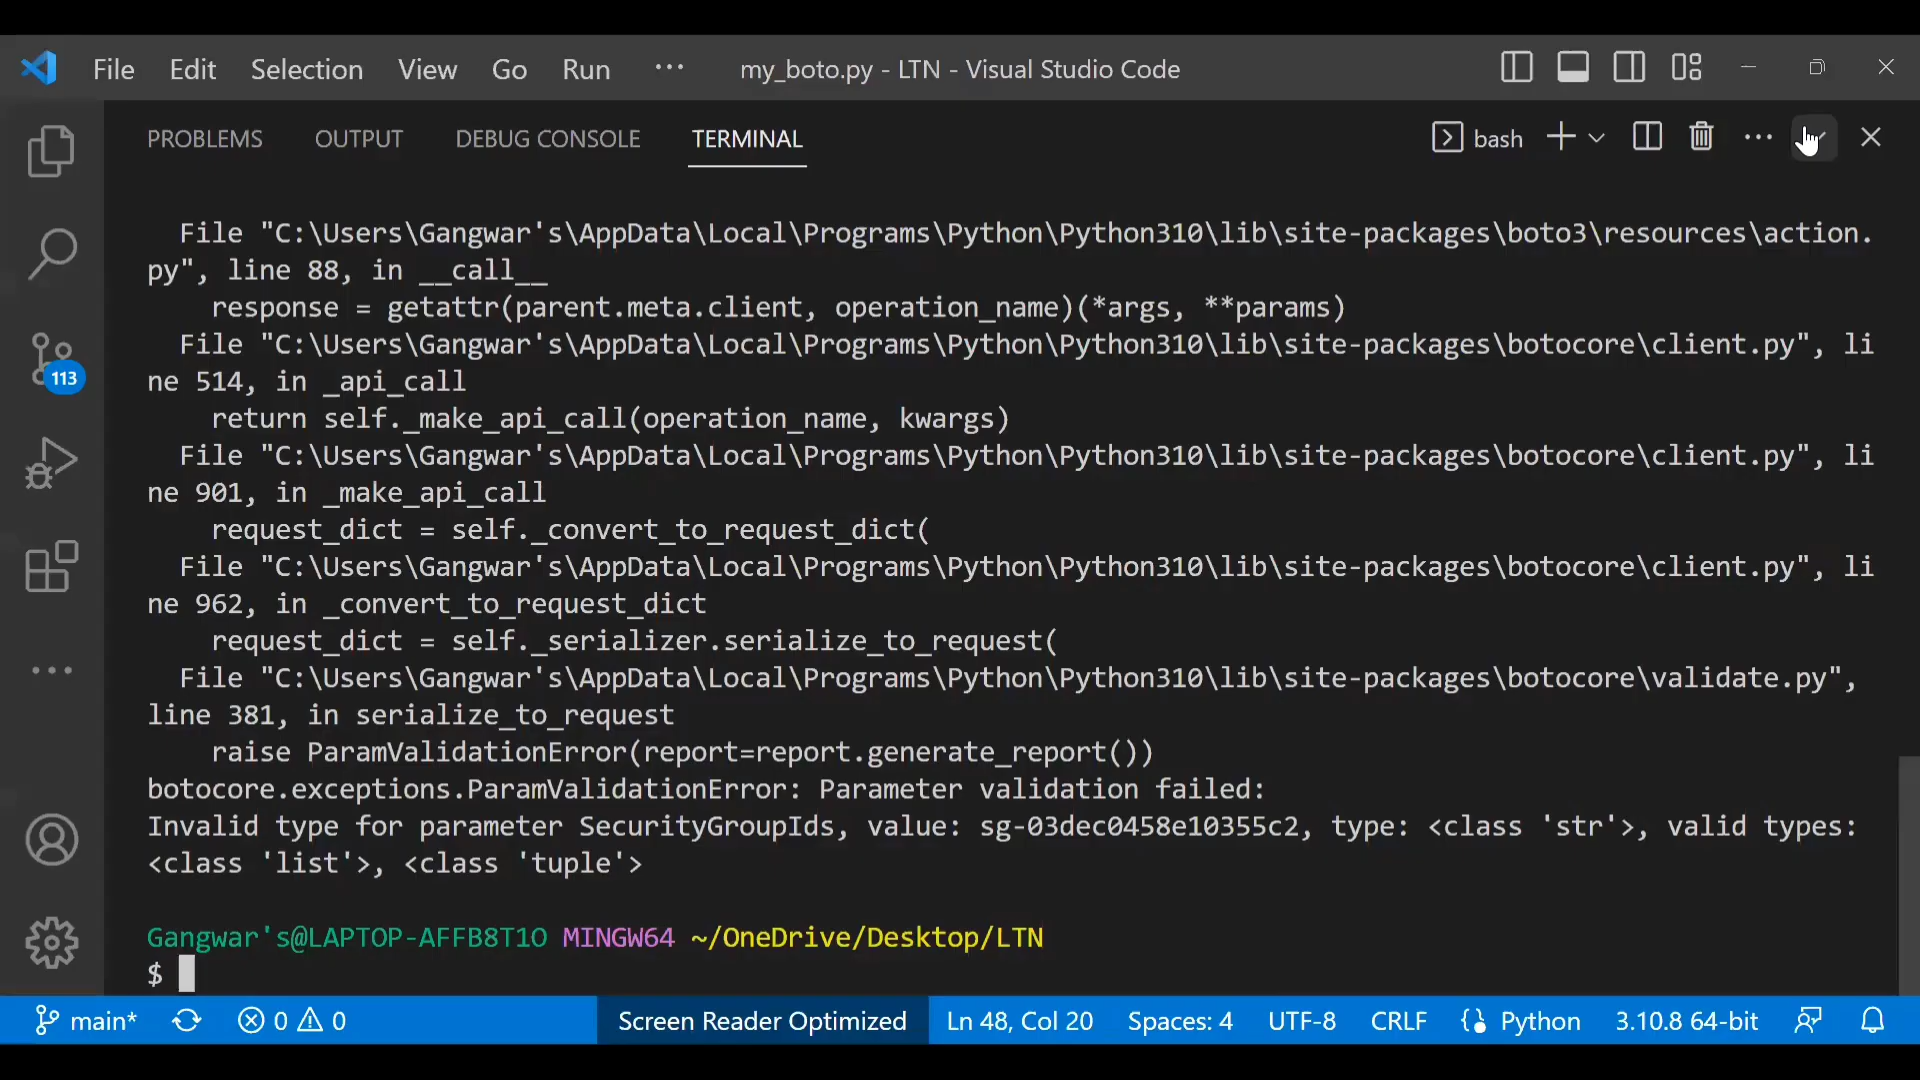 File Edit Selection View Go Run ··· my_boto.py - LTN - Visual Studio Code
PROBLEMS OUTPUT DEBUG CONSOLE TERMINAL bash
File "C:\Users\Gangwar's\AppData\Local\Programs\Python\Python310\lib\site-packages\boto3\resources\action.
py", line 88, in __call__
response = getattr(parent.meta.client, operation_name)(*args, **params)
File "C:\Users\Gangwar's\AppData\Local\Programs\Python\Python310\lib\site-packages\botocore\client.py", li
ne 514, in _api_call
return self._make_api_call(operation_name, kwargs)
File "C:\Users\Gangwar's\AppData\Local\Programs\Python\Python310\lib\site-packages\botocore\client.py", li
ne 901, in _make_api_call
request_dict = self._convert_to_request_dict(
File "C:\Users\Gangwar's\AppData\Local\Programs\Python\Python310\lib\site-packages\botocore\client.py", li
ne 962, in _convert_to_request_dict
request_dict = self._serializer.serialize_to_request(
File "C:\Users\Gangwar's\AppData\Local\Programs\Python\Python310\lib\site-packages\botocore\validate.py",
line 381, in serialize_to_request
raise ParamValidationError(report=report.generate_report())
botocore.exceptions.ParamValidationError: Parameter validation failed:
Invalid type for parameter SecurityGroupIds, value: sg-03dec0458e10355c2, type: <class 'str'>, valid types:
<class 'list'>, <class 'tuple'>
Gangwar's@LAPTOP-AFFB8T1O MINGW64 ~/OneDrive/Desktop/LTN
$
113
main* 0 0 Screen Reader Optimized Ln 48, Col 20 Spaces: 4 UTF-8 CRLF Python 3.10.8 64-bit